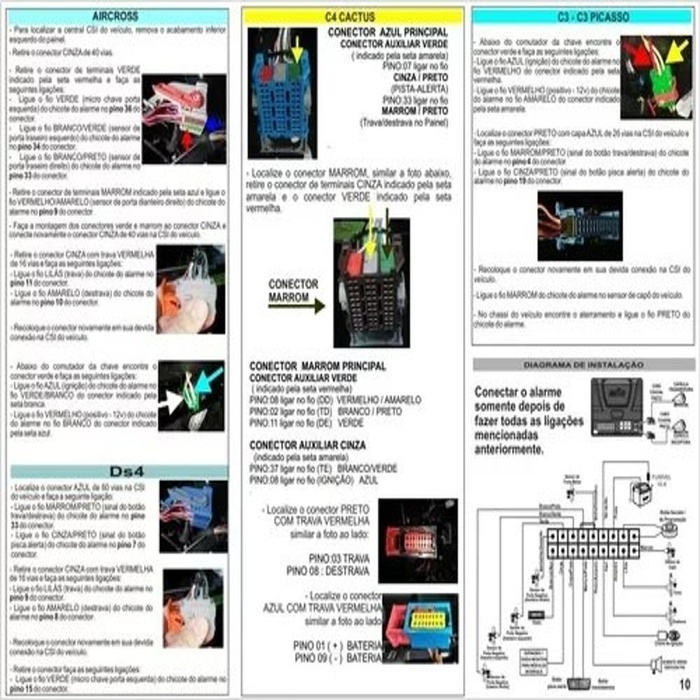 AIRCROSS
- Para localizar a central CSI do veículo, remova o acabamento inferior
esquerdo do painel.
- Retire o conector CINZA de 40 vias.
- Retire o conector de terminais VERDE
indicado pela seta vermelha e faça as
seguintes ligações:
- Ligue o fio VERDE (micro chave porta
esquerda) do chicote do alarme no pino 36 do
conector.
- Ligue o fio BRANCO/VERDE (sensor de
porta traseiro esquerdo) do chicote do alarme
no pino 34 do conector.
- Ligue o fio BRANCO/PRETO (sensor de
porta traseiro direito) do chicote do alarme no
pino 33 do conector.
- Retire o conector de terminais MARROM indicado pela seta azul e ligue o
fio VERMELHO/AMARELO (sensor de porta dianteiro direito) do chicote do
alarme no pino 9 do conector.
- Faça a montagem dos conectores verde e marrom ao conector CINZA e
conecte novamente o conector CINZA de 40 vias na CSI do veículo.
- Retire o conector CINZA com trava VERMELHA
de 16 vias e faça as seguintes ligações:
- Ligue o fio LILÁS (trava) do chicote do alarme no
pino 11 do conector.
- Ligue o fio AMARELO (destrava) do chicote do
alarme no pino 10 do conector.
- Recoloque o conector novamente em sua devida
conexão na CSI do veículo.
- Abaixo do comutador da chave encontre o
conector verde e faça as seguintes ligações:
- Ligue o fio AZUL (ignição) do chicote do alarme no
fio VERDE/BRANCO do conector indicado pela
seta branca.
- Ligue o fio VERMELHO (positivo - 12v) do chicote
do alarme no fio BRANCO do conector indicado
pela seta azul.
Ds4
- Localize o conector AZUL de 60 vias na CSI
do veículo e faça a seguinte ligação:
- Ligue o fio MARROM/PRETO (sinal do botão
trava/destrava) do chicote do alarme no pino
33 do conector.
- Ligue o fio CINZA/PRETO (sinal do botão
pisca alerta) do chicote do alarme no pino 7 do
conector.
- Retire o conector CINZA com trava VERMELHA
de 16 vias e faça as seguintes ligações:
- Ligue o fio LILÁS (trava) do chicote do alarme no
pino 9 do conector.
- Ligue o fio AMARELO (destrava) do chicote do
alarme no pino 8 do conector.
- Recoloque o conector novamente em sua devida
conexão na CSI do veículo.
- Retire o conector faça as seguintes ligações:
- Ligue o fio VERDE (micro chave porta esquerda) do chicote do alarme no
pino 15 do conector.
C4 CACTUS
CONECTOR AZUL PRINCIPAL
CONECTOR AUXILIAR VERDE
( indicado pela seta amarela)
PINO:07 ligar no fio
CINZA / PRETO
(PISTA-ALERTA)
PINO:33 ligar no fio
MARROM / PRETO
(Trava/destrava no Painel)
- Localize o conector MARROM, similar a foto abaixo,
retire o conector de terminais CINZA indicado pela seta
amarela e o conector VERDE indicado pela seta
vermelha.
CONECTOR
MARROM
CONECTOR MARROM PRINCIPAL
CONECTOR AUXILIAR VERDE
( indicado pela seta vermelha)
PINO:08 ligar no fio (DD) VERMELHO / AMARELO
PINO:02 ligar no fio (TD) BRANCO / PRETO
PINO:11 ligar no fio (DE) VERDE
CONECTOR AUXILIAR CINZA
(indicado pela seta amarela)
PINO:37 ligar no fio (TE) BRANCO/VERDE
PINO:08 ligar no fio (IGNIÇÃO) AZUL
- Localize o conector PRETO
COM TRAVA VERMELHA
similar a foto ao lado:
PINO:03 TRAVA
PINO 08 : DESTRAVA
- Localize o conector
AZUL COM TRAVA VERMELHA
similar a foto ao lado
PINO 01 ( + ) BATERIA
PINO 09 ( - ) BATERIA
C3 - C3 PICASSO
- Abaixo do comutador da chave encontre o
conector verde e faça as seguintes ligações:
- Ligue o fio AZUL (ignição) do chicote do alarme no
fio VERMELHO do conector indicado pela seta
vermelha.
- Ligue o fio VERMELHO (positivo - 12v) do chicote
do alarme no fio AMARELO do conector indicado
pela seta amarela.
- Localize o conector PRETO com capa AZUL de 26 vias na CSI do veículo e
faça as seguintes ligações:
- Ligue o fio MARROM/PRETO (sinal do botão trava/destrava) do chicote do
alarme no pino 4 do conector.
- Ligue o fio CINZA/PRETO (sinal do botão pisca alerta) do chicote do
alarme no pino 19 do conector.
- Recoloque o conector novamente em sua devida conexão na CSI do
veículo.
- Ligue o fio MARROM do chicote do alarme no sensor de capô do veículo.
- No chassi do veículo encontre o aterramento e ligue o fio PRETO do
chicote do alarme.
DIAGRAMA DE INSTALAÇÃO
Conectar o alarme
somente depois de
fazer todas as ligações
mencionadas
anteriormente.
10